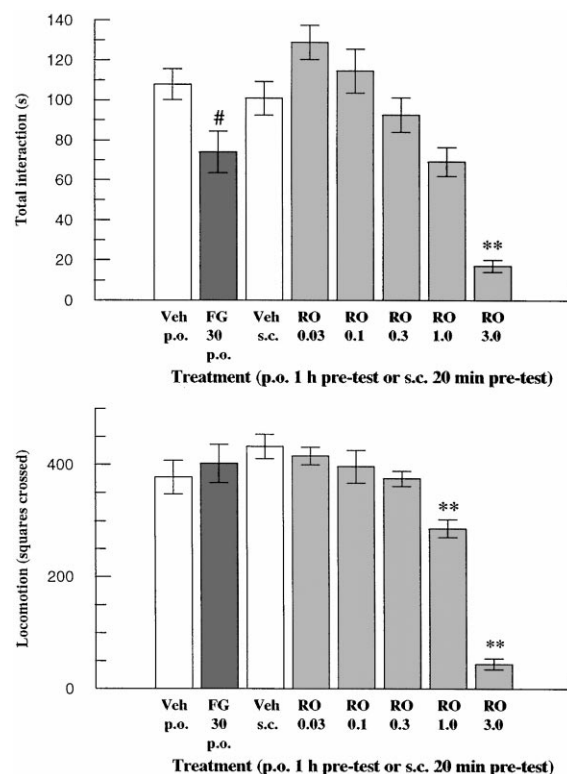 140
120
100
80
60
40
20
0
Total interaction (s)
#
**
Veh FG Veh RO RO RO RO RO
p.o. 30 s.c. 0.03 0.1 0.3 1.0 3.0
p.o.
Treatment (p.o. 1 h pre-test or s.c. 20 min pre-test)
400
200
0
Locomotion (squares crossed)
**
**
Veh FG Veh RO RO RO RO RO
p.o. 30 s.c. 0.03 0.1 0.3 1.0 3.0
p.o.
Treatment (p.o. 1 h pre-test or s.c. 20 min pre-test)